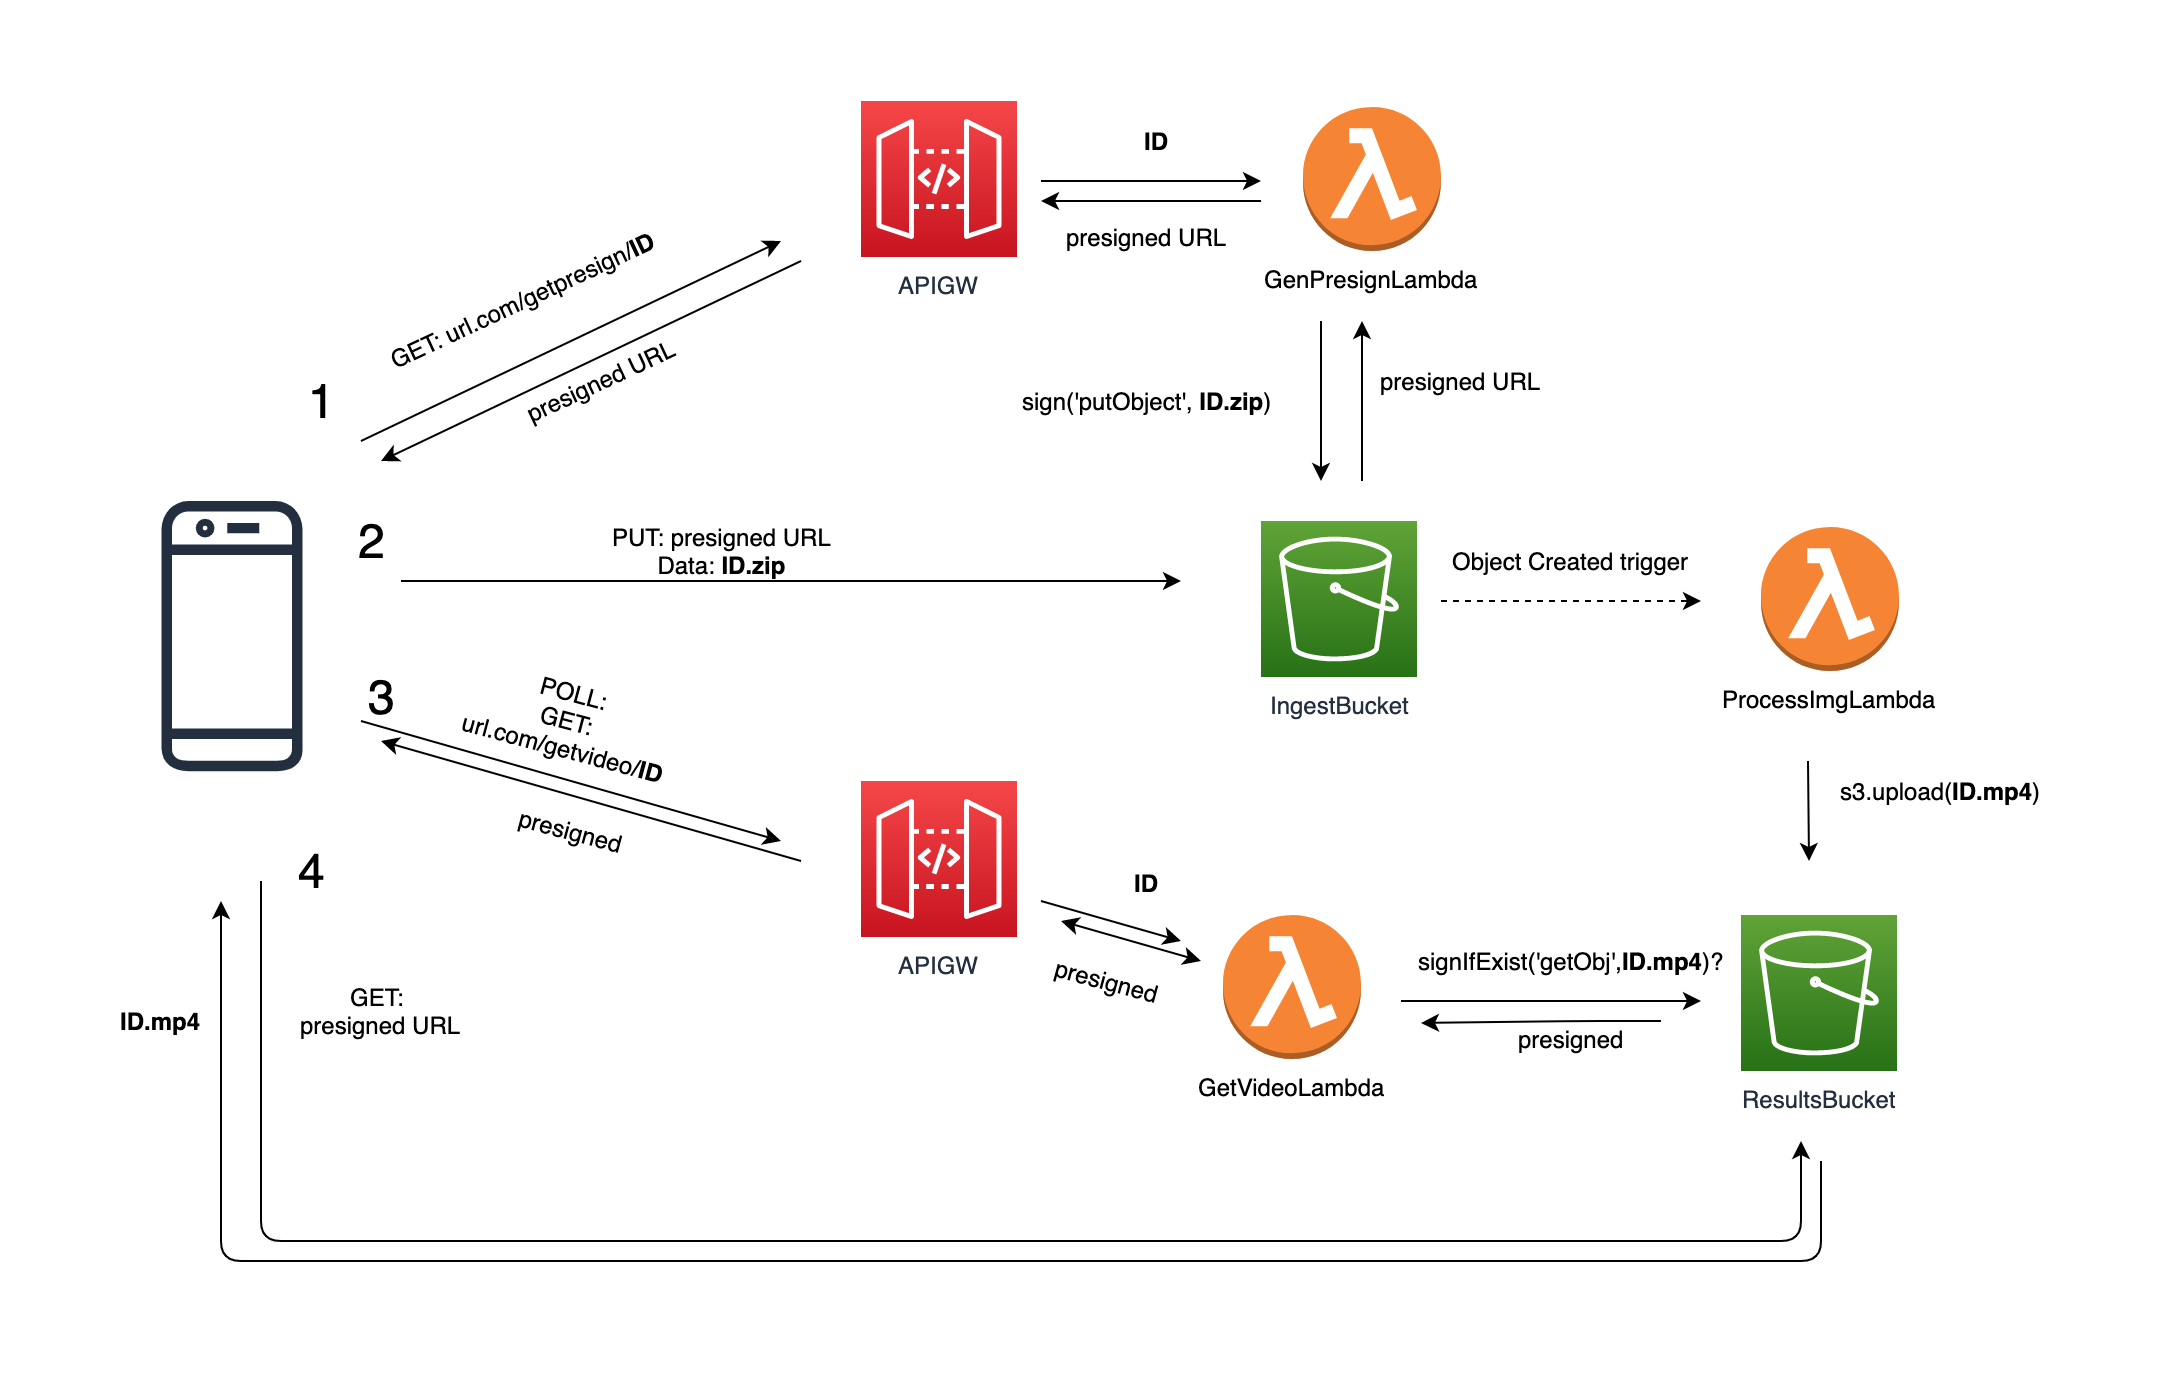 ID
presigned URL
APIGW
GenPresignLambda
GET: url.com/getpresign/ID
presigned URL
1
sign('putObject', ID.zip)
presigned URL
2
PUT: presigned URL
Data: ID.zip
Object Created trigger
IngestBucket
ProcessImgLambda
3
POLL:
GET:
url.com/getvideo/ID
presigned
s3.upload(ID.mp4)
4
APIGW
ID
presigned
signIfExist('getObj',ID.mp4)?
presigned
GetVideoLambda
ResultsBucket
ID.mp4
GET:
presigned URL